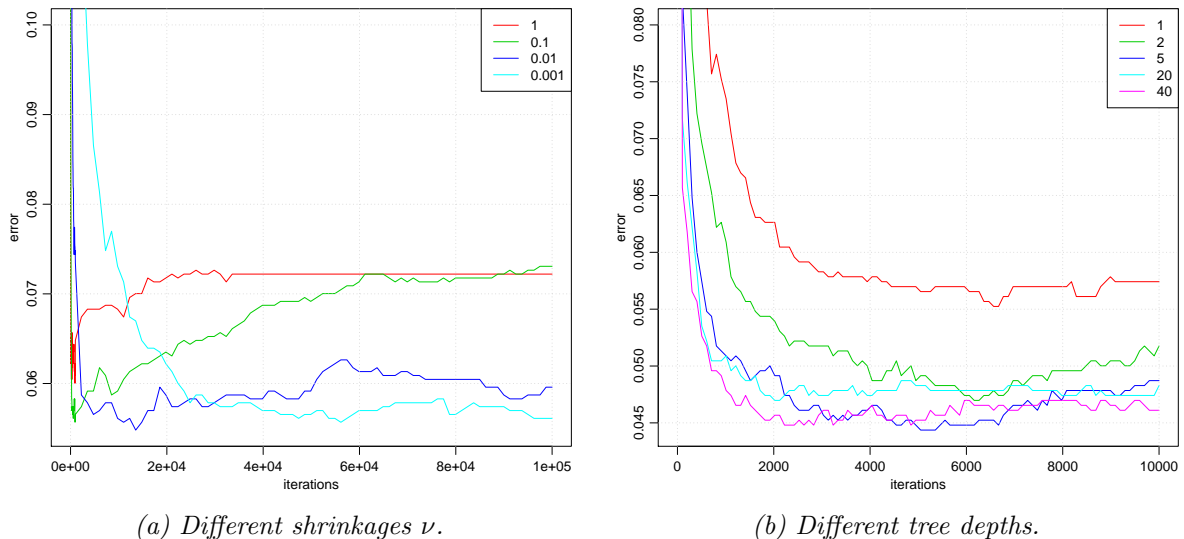 0.10
0.09
0.08
0.07
0.06
error
1
0.1
0.01
0.001
0e+00
2e+04
4e+04
6e+04
8e+04
1e+05
iterations
(a) Different shrinkages ν.
0.080
0.075
0.070
0.065
0.060
0.055
0.050
0.045
error
1
2
5
20
40
0
2000
4000
6000
8000
10000
iterations
(b) Different tree depths.